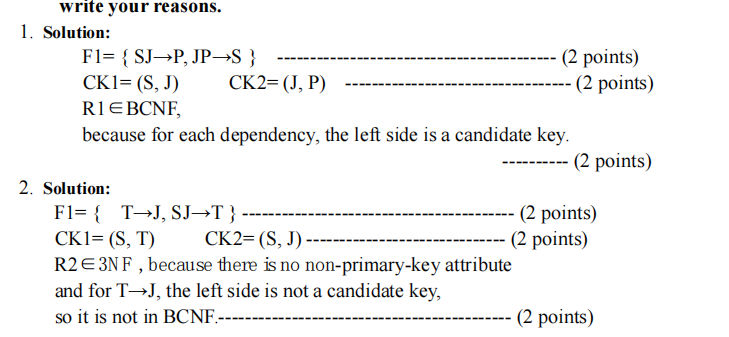 write your reasons.
1. Solution:
F1= { SJ→P, JP→S } ------------------------------------------- (2 points)
CK1= (S, J) CK2= (J, P) ----------------------------------- (2 points)
R1∈BCNF,
because for each dependency, the left side is a candidate key.
---------- (2 points)
2. Solution:
F1= { T→J, SJ→T } ------------------------------------------ (2 points)
CK1= (S, T) CK2= (S, J) ------------------------------- (2 points)
R2∈3NF , because there is no non-primary-key attribute
and for T→J, the left side is not a candidate key,
so it is not in BCNF.--------------------------------------------- (2 points)